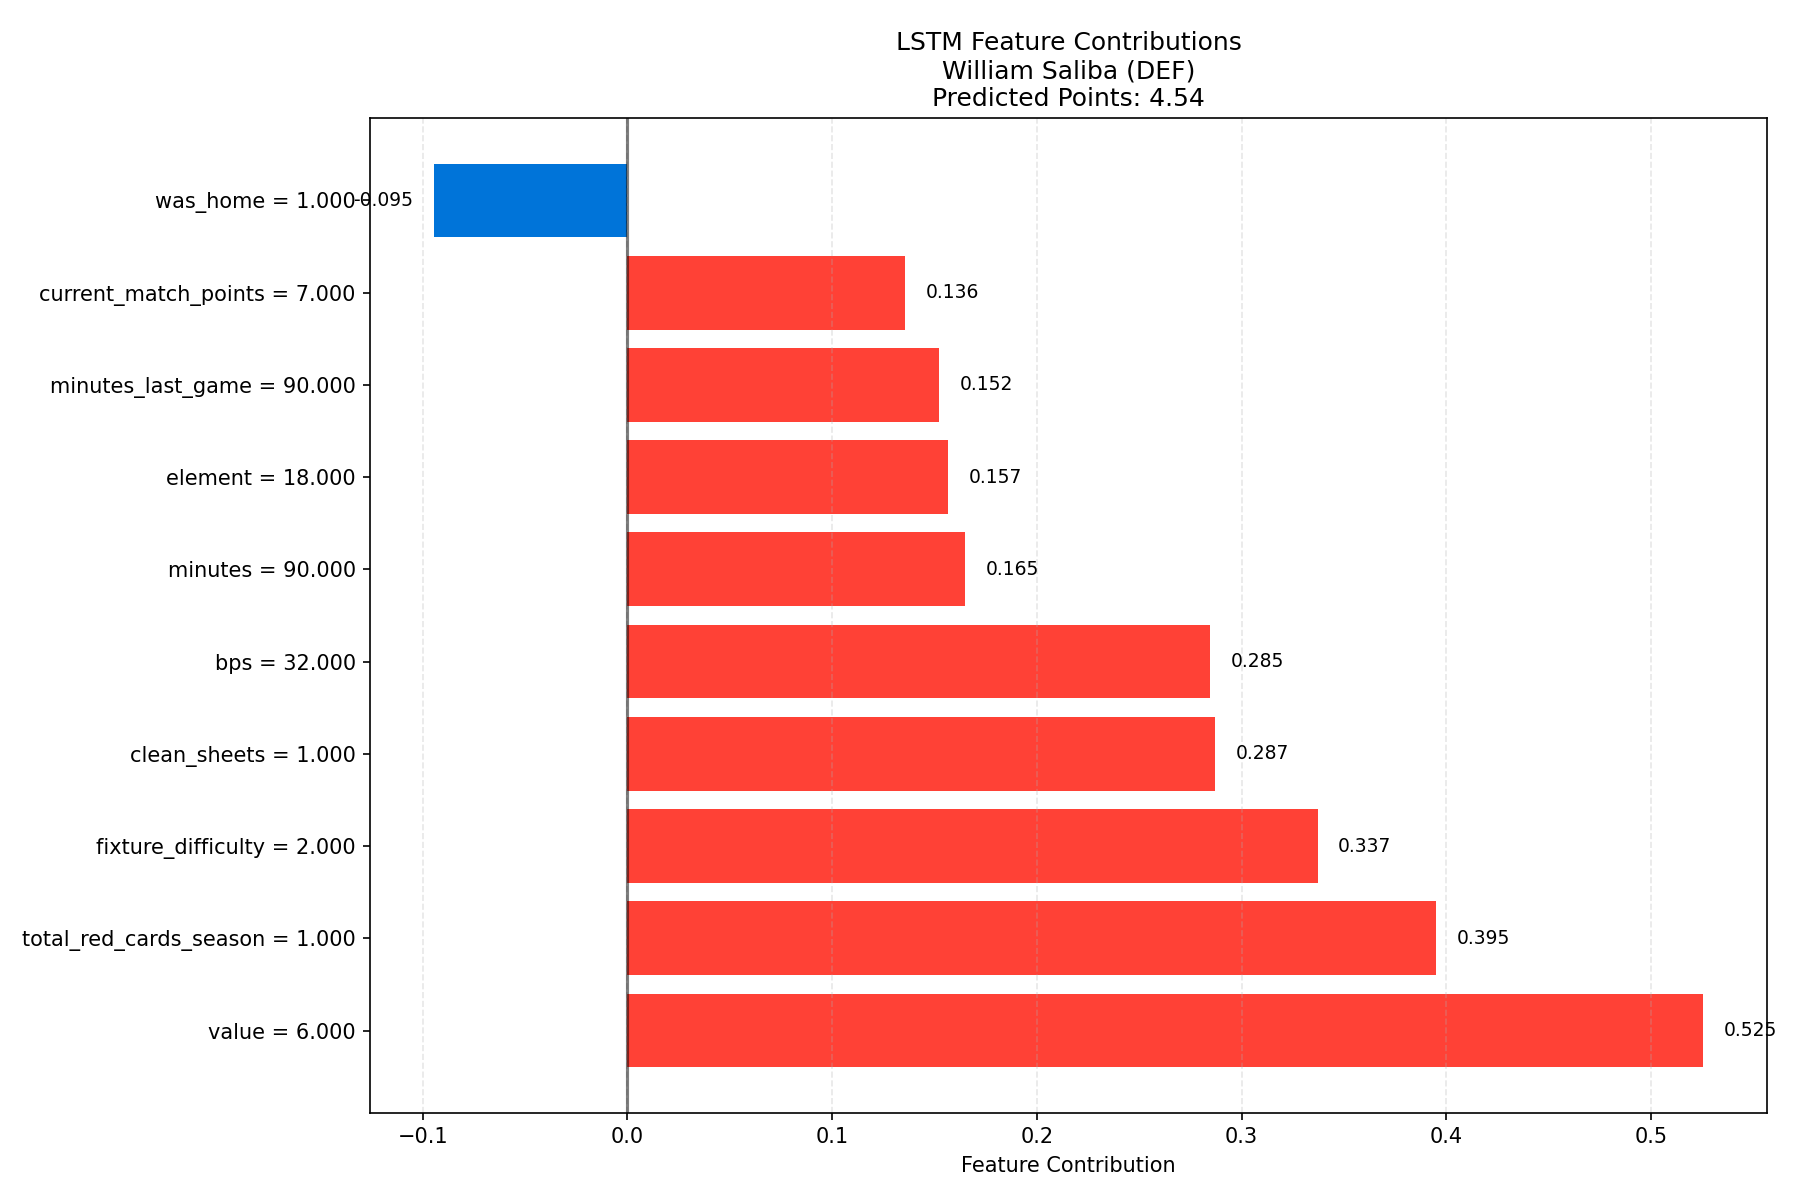 LSTM Feature Contributions
William Saliba (DEF)
Predicted Points: 4.54
was_home = 1.000 -0.095
current_match_points = 7.000 0.136
minutes_last_game = 90.000 0.152
element = 18.000 0.157
minutes = 90.000 0.165
bps = 32.000 0.285
clean_sheets = 1.000 0.287
fixture_difficulty = 2.000 0.337
total_red_cards_season = 1.000 0.395
value = 6.000 0.525
−0.1 0.0 0.1 0.2 0.3 0.4 0.5
Feature Contribution